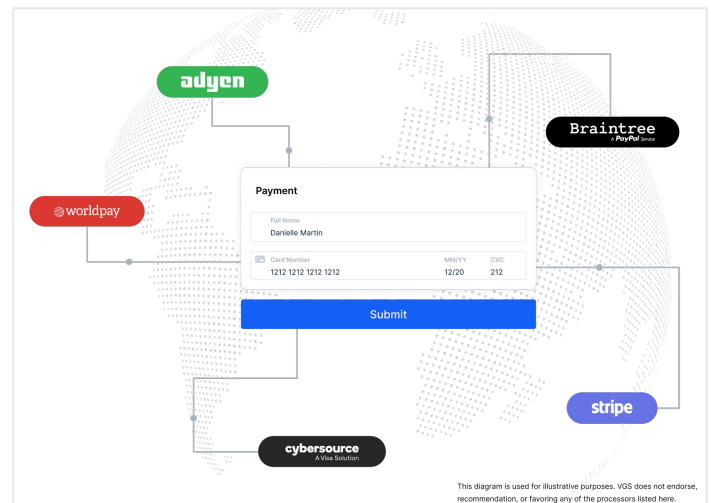 adyen
Braintree
A PayPal Service
worldpay
Payment
Full Name
Danielle Martin
Card Number MM/YY CVC
1212 1212 1212 1212 12/20 212
Submit
stripe
cybersource
A Visa Solution
This diagram is used for illustrative purposes. VGS does not endorse,
recommendation, or favoring any of the processors listed here.